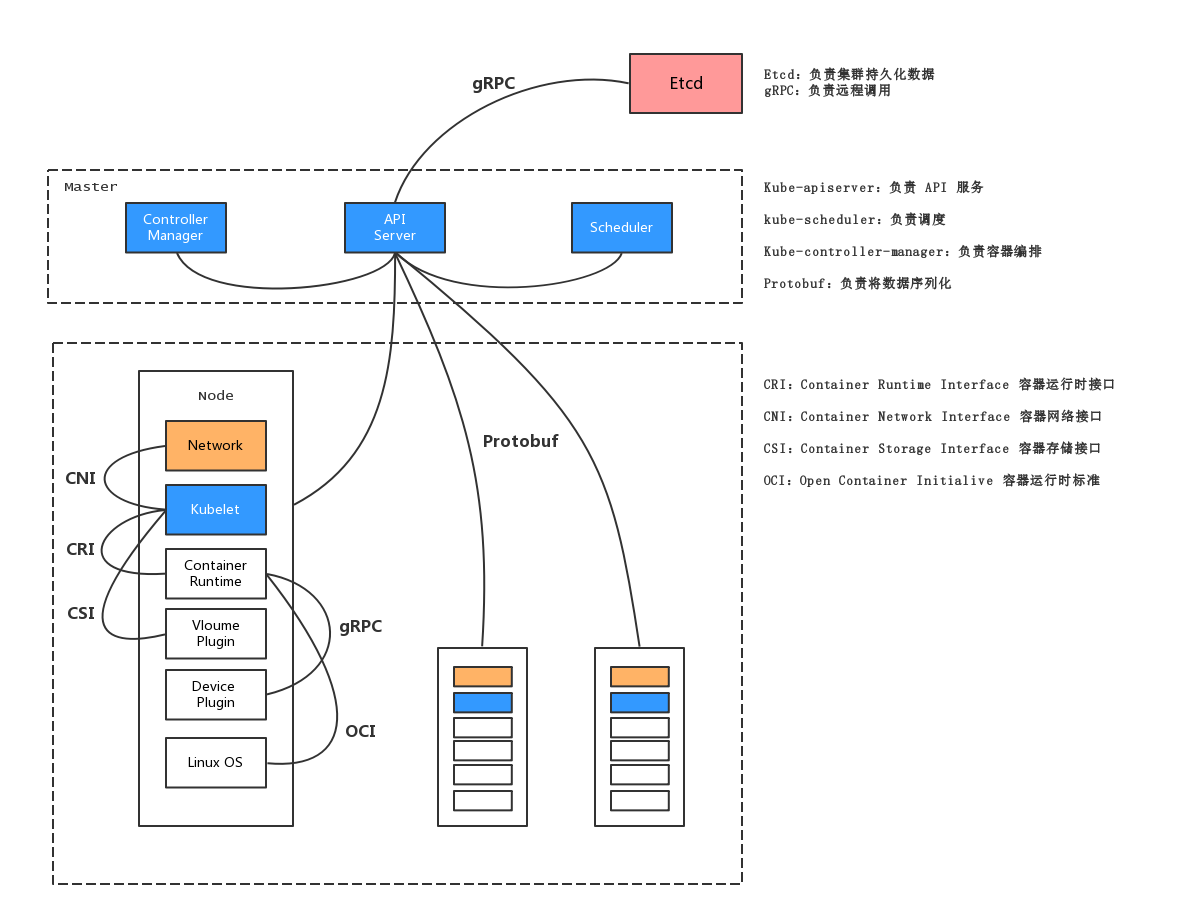 gRPC
Etcd
Etcd：负责集群持久化数据
gRPC：负责远程调用
Master
Controller
Manager
API
Server
Scheduler
Kube-apiserver：负责 API 服务
kube-scheduler：负责调度
Kube-controller-manager：负责容器编排
Protobuf：负责将数据序列化
Node
Network
CNI
Kubelet
CRI
Container
Runtime
CSI
Vloume
Plugin
gRPC
Device
Plugin
OCI
Linux OS
Protobuf
CRI：Container Runtime Interface 容器运行时接口
CNI：Container Network Interface 容器网络接口
CSI：Container Storage Interface 容器存储接口
OCI：Open Container Initialive 容器运行时标准